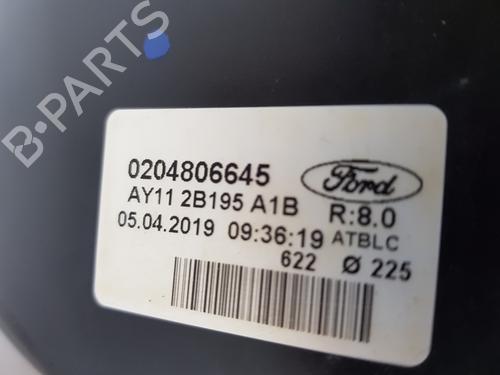 B-PARTS
0204806645
Ford
AY11 2B195 A1B
R:8.0
05.04.2019 09:36:19 ATBLC
622 Ø 225